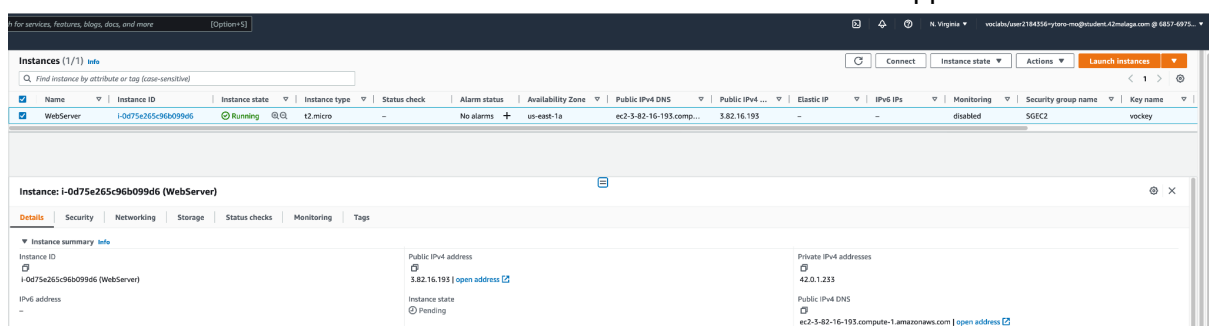 h for services, features, blogs, docs, and more [Option+S] N. Virginia ▼ voclabs/user2184356=ytoro-mo@student.42malaga.com @ 6857-6975... ▼
Instances (1/1) Info Connect Instance state ▼ Actions ▼ Launch instances ▼
Find instance by attribute or tag (case-sensitive) < 1 >
Name Instance ID Instance state Instance type Status check Alarm status Availability Zone Public IPv4 DNS Public IPv4 ... Elastic IP IPv6 IPs Monitoring Security group name Key name
WebServer i-0d75e265c96b099d6 Running t2.micro – No alarms + us-east-1a ec2-3-82-16-193.comp... 3.82.16.193 – – disabled SGEC2 vockey
Instance: i-0d75e265c96b099d6 (WebServer)
Details Security Networking Storage Status checks Monitoring Tags
▼ Instance summary Info
Instance ID Public IPv4 address Private IPv4 addresses
i-0d75e265c96b099d6 (WebServer) 3.82.16.193 | open address 42.0.1.233
IPv6 address Instance state Public IPv4 DNS
– Pending ec2-3-82-16-193.compute-1.amazonaws.com | open address